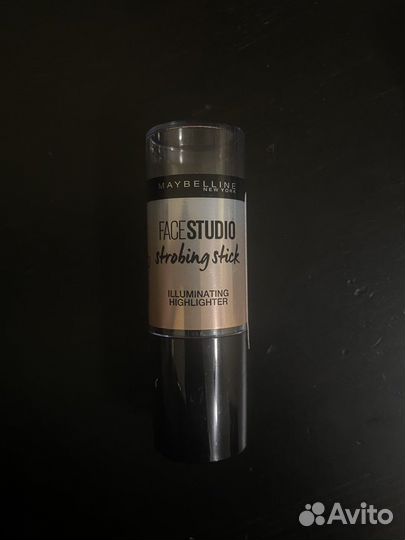 MAYBELLINE
NEW YORK
FACESTUDIO
strobing stick
ILLUMINATING
HIGHLIGHTER
Avito